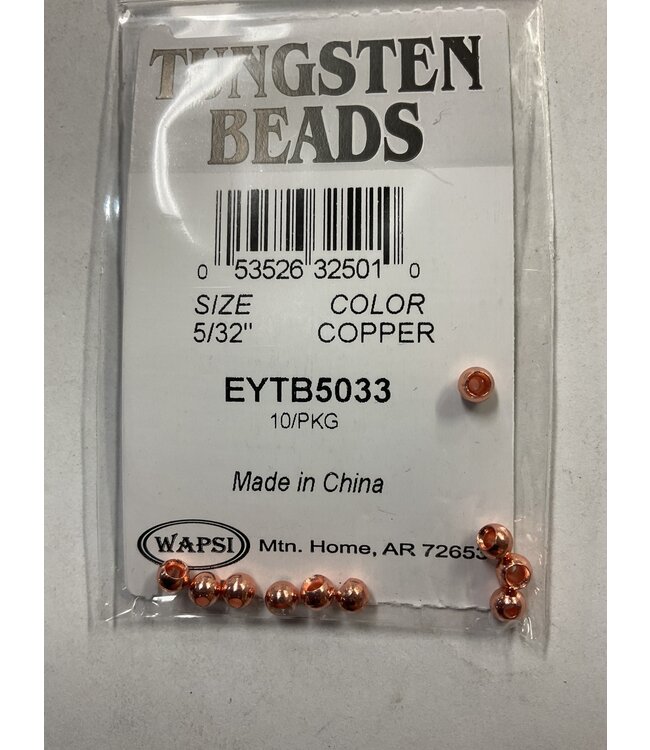 TUNGSTEN
BEADS
0 53526 32501 0
SIZE COLOR
5/32" COPPER
EYTB5033
10/PKG
Made in China
WAPSI Mtn. Home, AR 72653